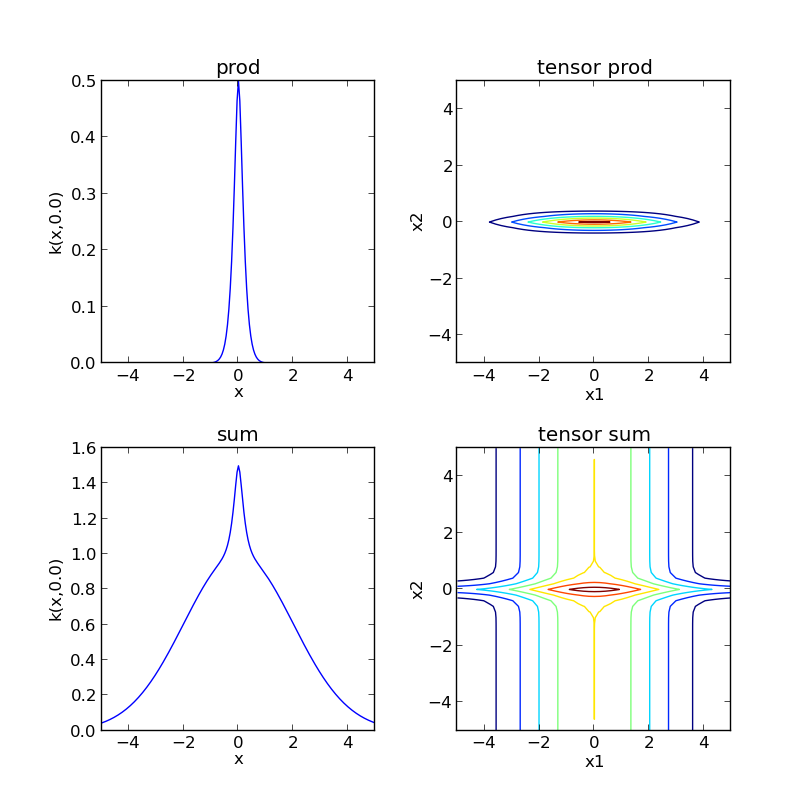 prod
0.5
0.4
0.3
0.2
0.1
0.0
k(x,0.0)
−4 −2 0 2 4
x
tensor prod
4
2
0
−2
−4
x2
−4 −2 0 2 4
x1
sum
1.6
1.4
1.2
1.0
0.8
0.6
0.4
0.2
0.0
k(x,0.0)
−4 −2 0 2 4
x
tensor sum
4
2
0
−2
−4
x2
−4 −2 0 2 4
x1